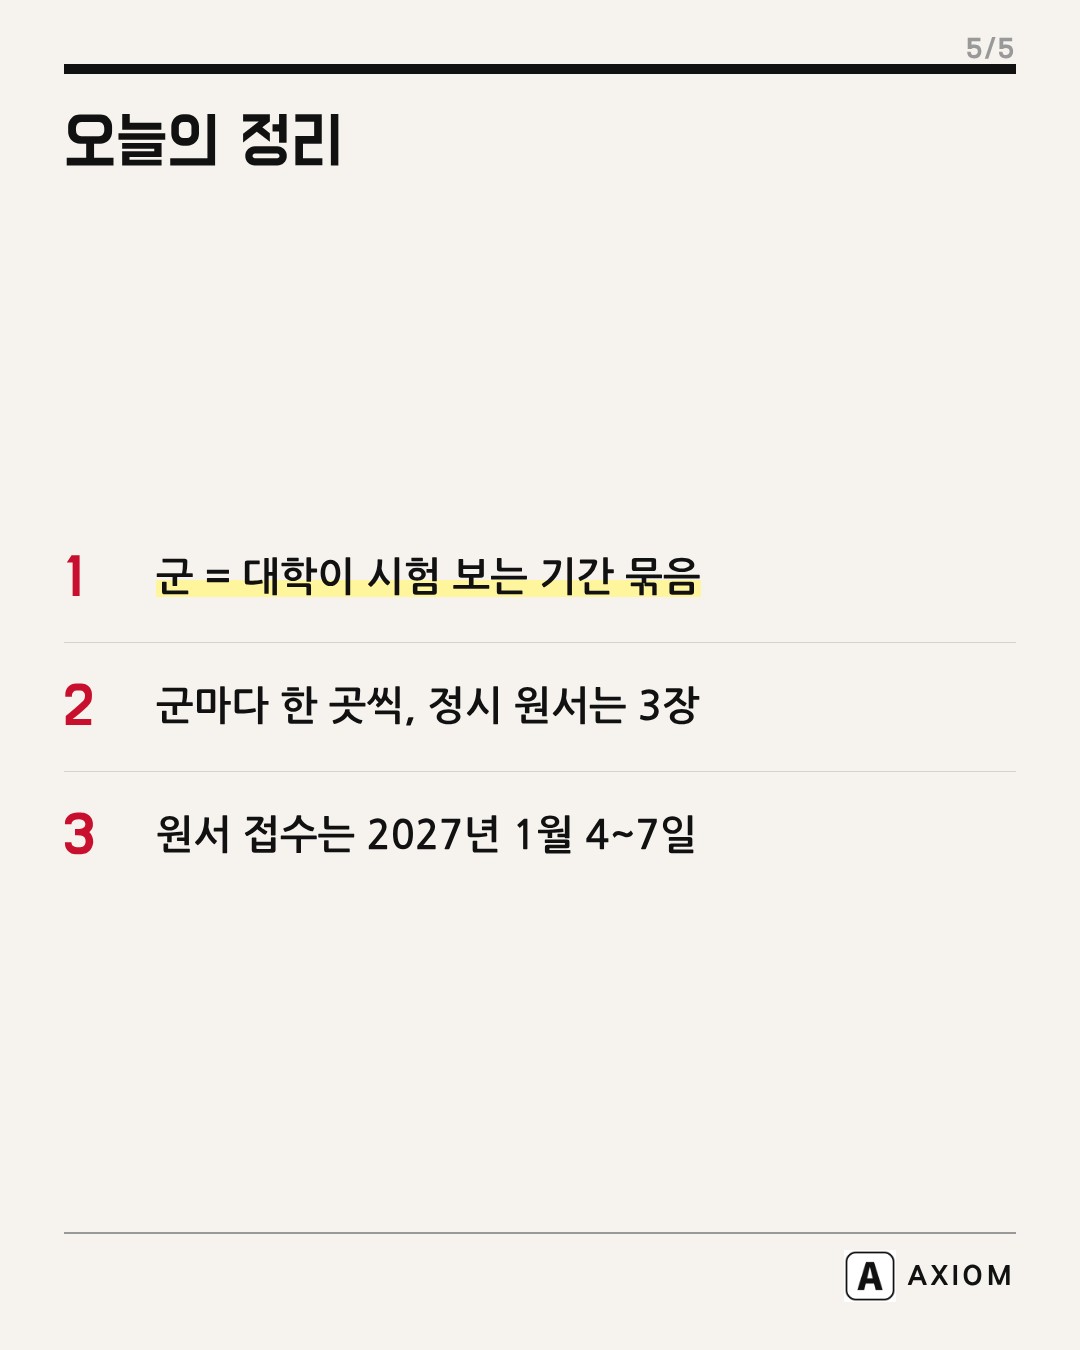 5/5
오늘의 정리
1 군 = 대학이 시험 보는 기간 묶음
2 군마다 한 곳씩, 정시 원서는 3장
3 원서 접수는 2027년 1월 4~7일
A AXIOM